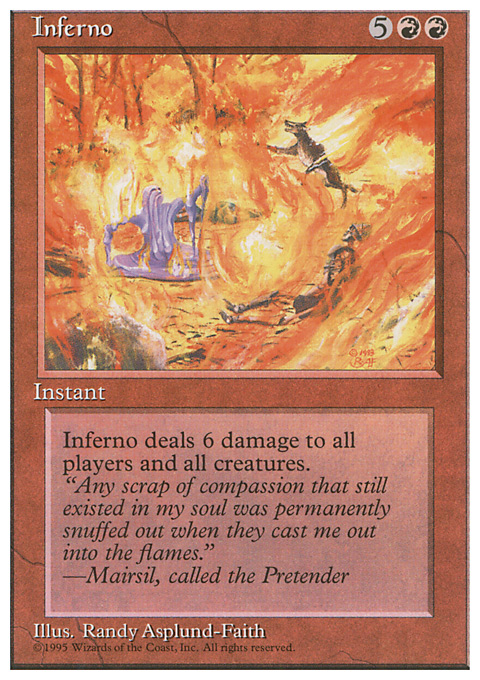 Inferno
5
© 1993
RAF
Instant
Inferno deals 6 damage to all
players and all creatures.
“Any scrap of compassion that still
existed in my soul was permanently
snuffed out when they cast me out
into the flames.”
—Mairsil, called the Pretender
Illus. Randy Asplund-Faith
©1995 Wizards of the Coast, Inc. All rights reserved.